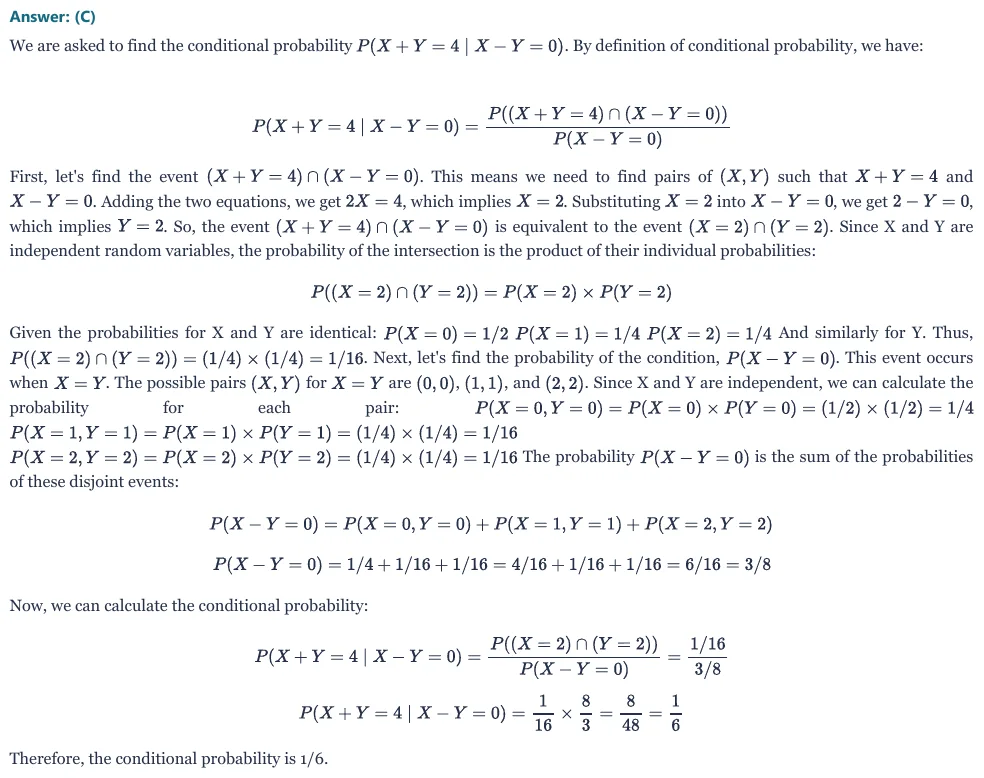 Answer: (C)
We are asked to find the conditional probability P(X + Y = 4 | X − Y = 0). By definition of conditional probability, we have:
P(X + Y = 4 | X − Y = 0) = P((X + Y = 4) ∩ (X − Y = 0)) / P(X − Y = 0)
First, let's find the event (X + Y = 4) ∩ (X − Y = 0). This means we need to find pairs of (X, Y) such that X + Y = 4 and
X − Y = 0. Adding the two equations, we get 2X = 4, which implies X = 2. Substituting X = 2 into X − Y = 0, we get 2 − Y = 0,
which implies Y = 2. So, the event (X + Y = 4) ∩ (X − Y = 0) is equivalent to the event (X = 2) ∩ (Y = 2). Since X and Y are
independent random variables, the probability of the intersection is the product of their individual probabilities:
P((X = 2) ∩ (Y = 2)) = P(X = 2) × P(Y = 2)
Given the probabilities for X and Y are identical: P(X = 0) = 1/2 P(X = 1) = 1/4 P(X = 2) = 1/4 And similarly for Y. Thus,
P((X = 2) ∩ (Y = 2)) = (1/4) × (1/4) = 1/16. Next, let's find the probability of the condition, P(X − Y = 0). This event occurs
when X = Y. The possible pairs (X, Y) for X = Y are (0, 0), (1, 1), and (2, 2). Since X and Y are independent, we can calculate the
probability for each pair: P(X = 0, Y = 0) = P(X = 0) × P(Y = 0) = (1/2) × (1/2) = 1/4
P(X = 1, Y = 1) = P(X = 1) × P(Y = 1) = (1/4) × (1/4) = 1/16
P(X = 2, Y = 2) = P(X = 2) × P(Y = 2) = (1/4) × (1/4) = 1/16 The probability P(X − Y = 0) is the sum of the probabilities
of these disjoint events:
P(X − Y = 0) = P(X = 0, Y = 0) + P(X = 1, Y = 1) + P(X = 2, Y = 2)
P(X − Y = 0) = 1/4 + 1/16 + 1/16 = 4/16 + 1/16 + 1/16 = 6/16 = 3/8
Now, we can calculate the conditional probability:
P(X + Y = 4 | X − Y = 0) = P((X = 2) ∩ (Y = 2)) / P(X − Y = 0) = 1/16 / 3/8
P(X + Y = 4 | X − Y = 0) = 1/16 × 8/3 = 8/48 = 1/6
Therefore, the conditional probability is 1/6.